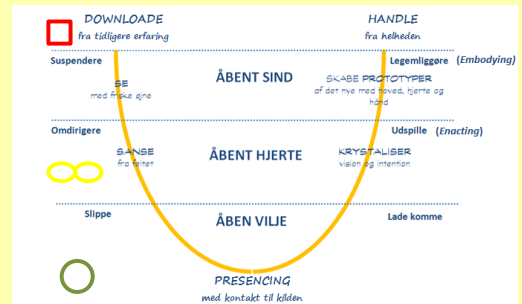 DOWNLOADE
fra tidligere erfaring
HANDLE
fra helheden
Suspendere
Legemliggøre (Embodying)
SE
med friske øjne
ÅBENT SIND
SKABE PROTOTYPER
af det nye med hoved, hjerte og
hånd
Omdirigere
Udspille (Enacting)
SANSE
fra feltet
ÅBENT HJERTE
KRYSTALISER
vision og intention
Slippe
ÅBEN VILJE
Lade komme
PRESENCING
med kontakt til kilden